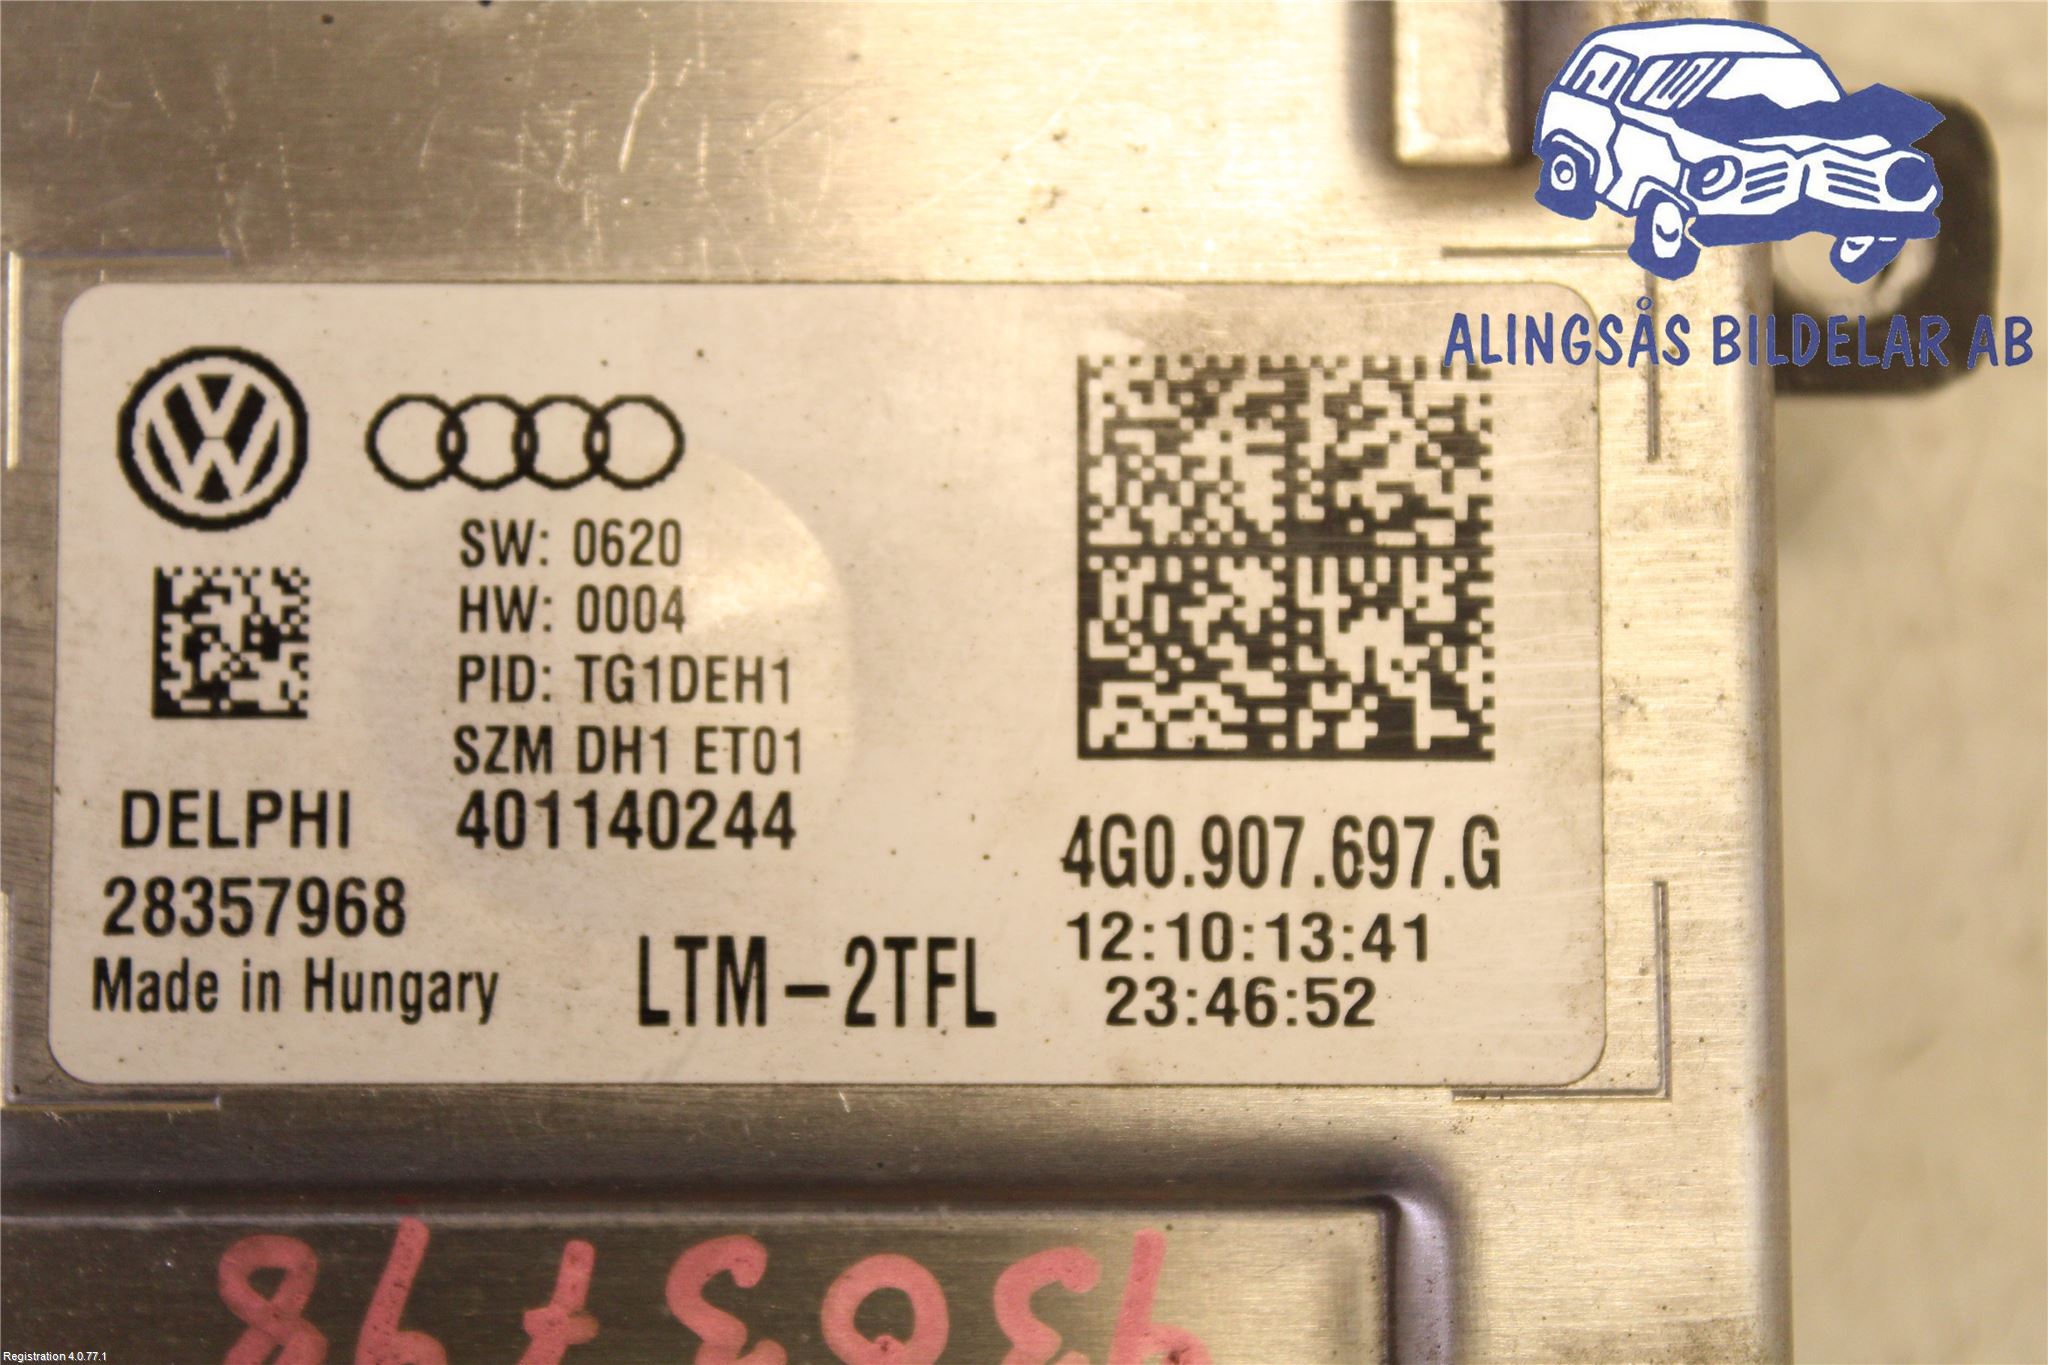 ALINGSÅS BILDELAR AB
SW: 0620
HW: 0004
PID: TG1DEH1
SZM DH1 ET01
DELPHI 401140244
28357968
Made in Hungary
LTM-2TFL
4G0.907.697.G
12:10:13:41
23:46:52
Registration 4.0.77.1